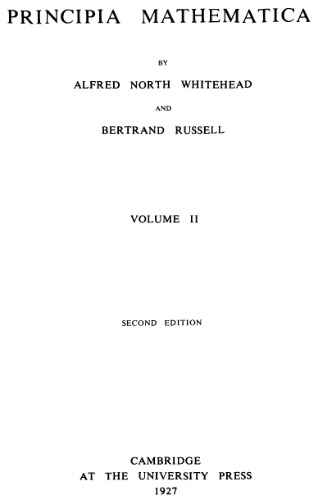 PRINCIPIA MATHEMATICA
BY
ALFRED NORTH WHITEHEAD
AND
BERTRAND RUSSELL
VOLUME II
SECOND EDITION
CAMBRIDGE
AT THE UNIVERSITY PRESS
1927